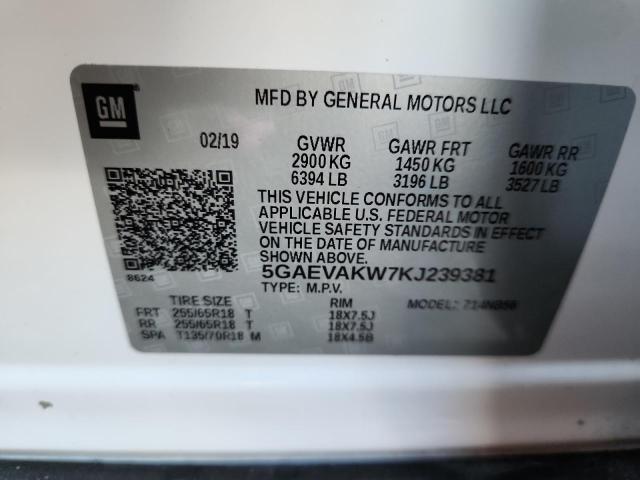 GM
MFD BY GENERAL MOTORS LLC
02/19 GVWR GAWR FRT GAWR RR
2900 KG 1450 KG 1600 KG
6394 LB 3196 LB 3527 LB
THIS VEHICLE CONFORMS TO ALL
APPLICABLE U.S. FEDERAL MOTOR
VEHICLE SAFETY STANDARDS IN EFFECT
ON THE DATE OF MANUFACTURE
SHOWN ABOVE.
8624 5GAEVAKW7KJ239381
TYPE: M.P.V.
TIRE SIZE RIM MODEL:
FRT 255/65R18 T 18X7.5J
RR 255/65R18 T 18X7.5J
SPA T135/70R18 M 18X4.5B